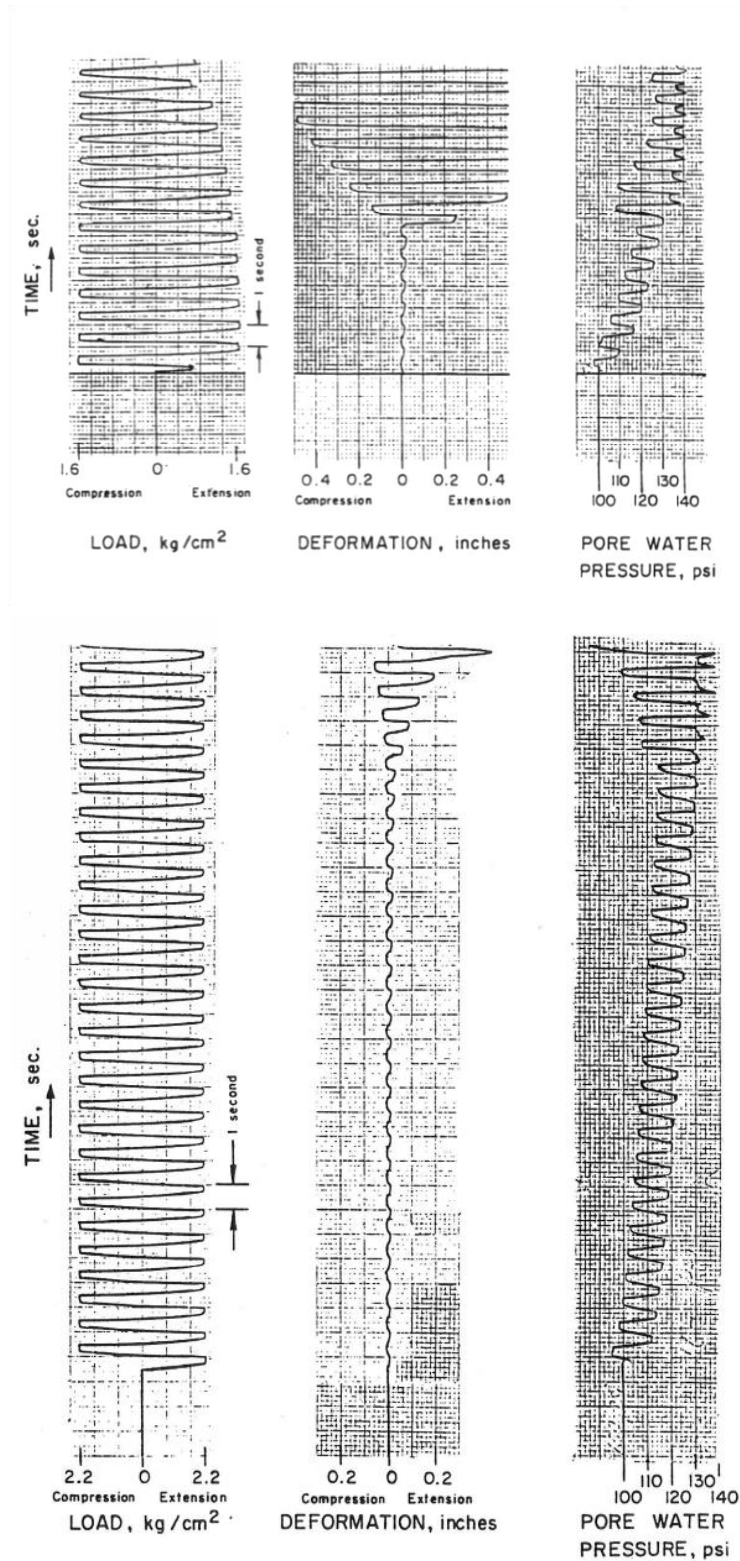 TIME, sec.
1 second
1.6 0 1.6
Compression Extension
LOAD, kg/cm²
0.4 0.2 0 0.2 0.4
Compression Extension
DEFORMATION, inches
110 130
100 120 140
PORE WATER
PRESSURE, psi
TIME, sec.
1 second
2.2 0 2.2
Compression Extension
LOAD, kg/cm²
0.2 0 0.2
Compression Extension
DEFORMATION, inches
110 130
100 120 140
PORE WATER
PRESSURE, psi